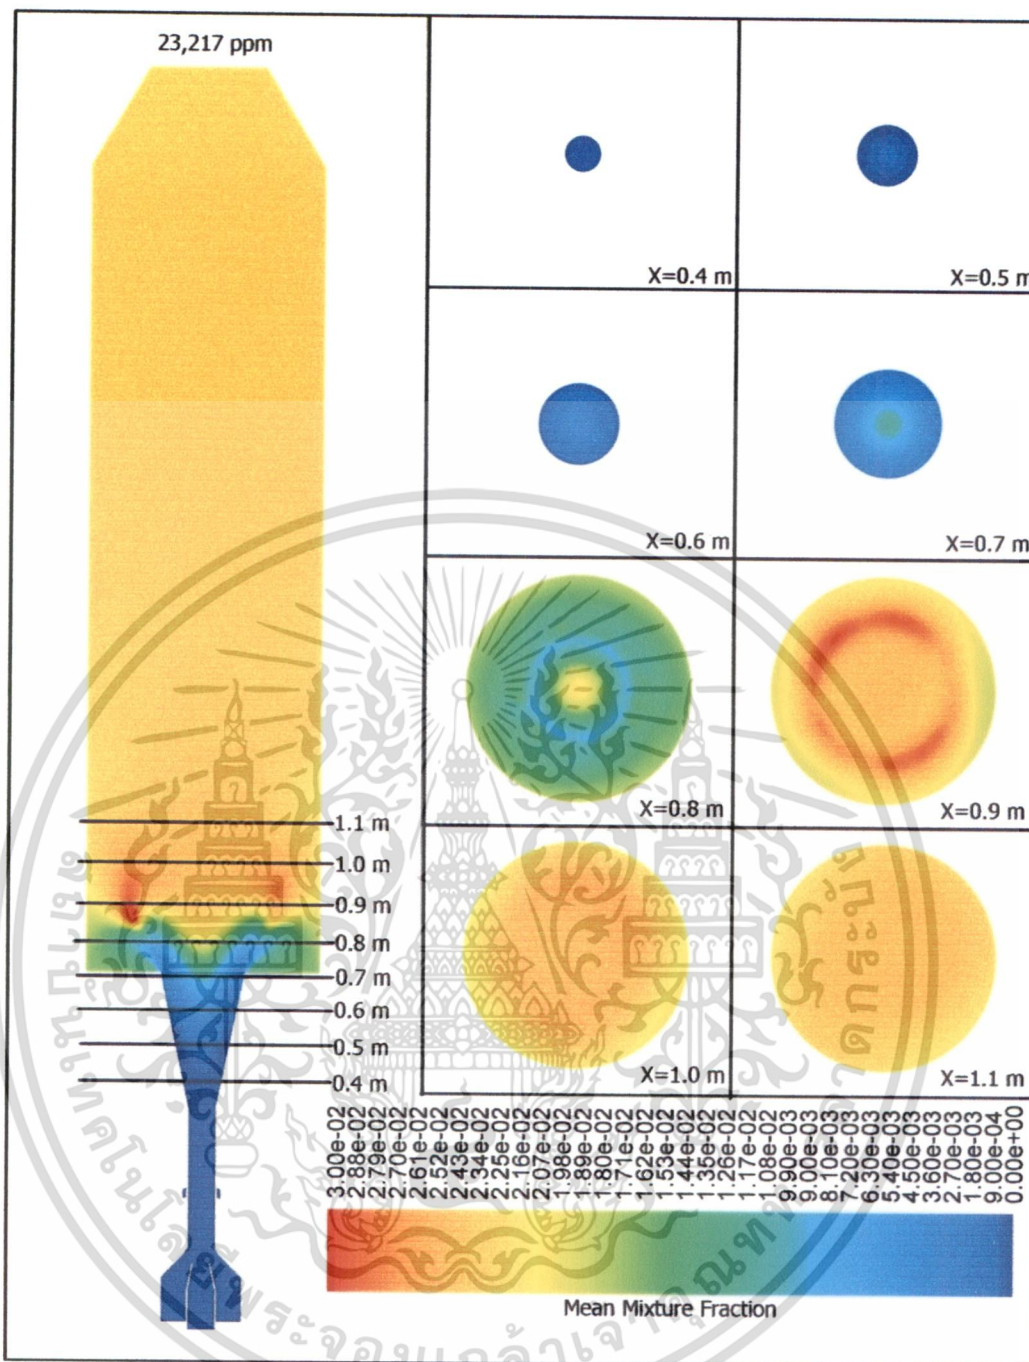 23,217 ppm
X=0.4 m
X=0.5 m
X=0.6 m
X=0.7 m
X=0.8 m
X=0.9 m
X=1.0 m
X=1.1 m
1.1 m
1.0 m
0.9 m
0.8 m
0.7 m
0.6 m
0.5 m
0.4 m
3.00e-02
2.88e-02
2.79e-02
2.70e-02
2.61e-02
2.52e-02
2.43e-02
2.34e-02
2.25e-02
2.16e-02
2.07e-02
1.98e-02
1.89e-02
1.80e-02
1.71e-02
1.62e-02
1.53e-02
1.44e-02
1.35e-02
1.26e-02
1.17e-02
1.08e-02
9.90e-03
9.00e-03
8.10e-03
7.20e-03
6.30e-03
5.40e-03
4.50e-03
3.60e-03
2.70e-03
1.80e-03
9.00e-04
0.00e+00
Mean Mixture Fraction